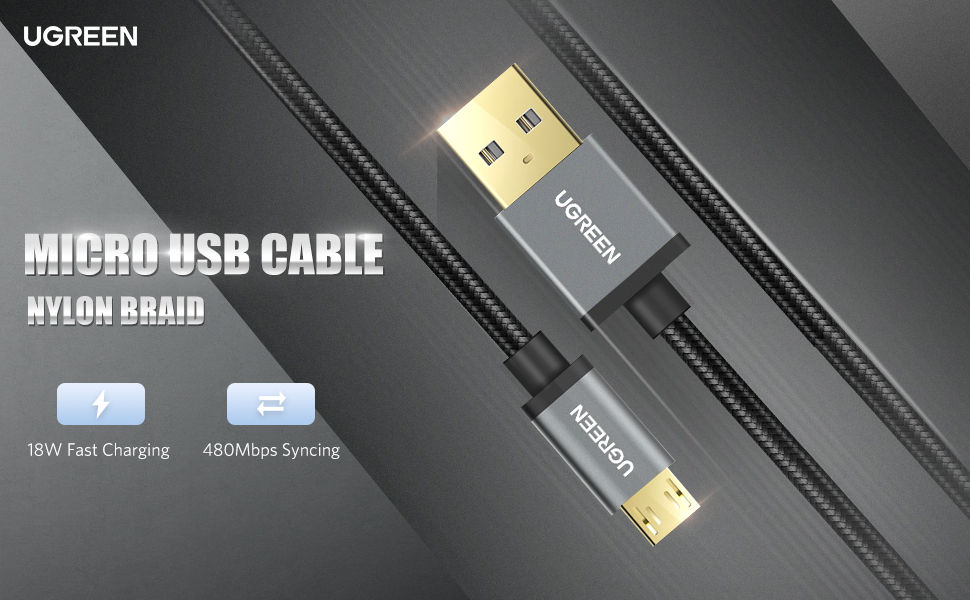 UGREEN
UGREEN
MICRO USB CABLE
NYLON BRAID
18W Fast Charging
480Mbps Syncing
UGREEN